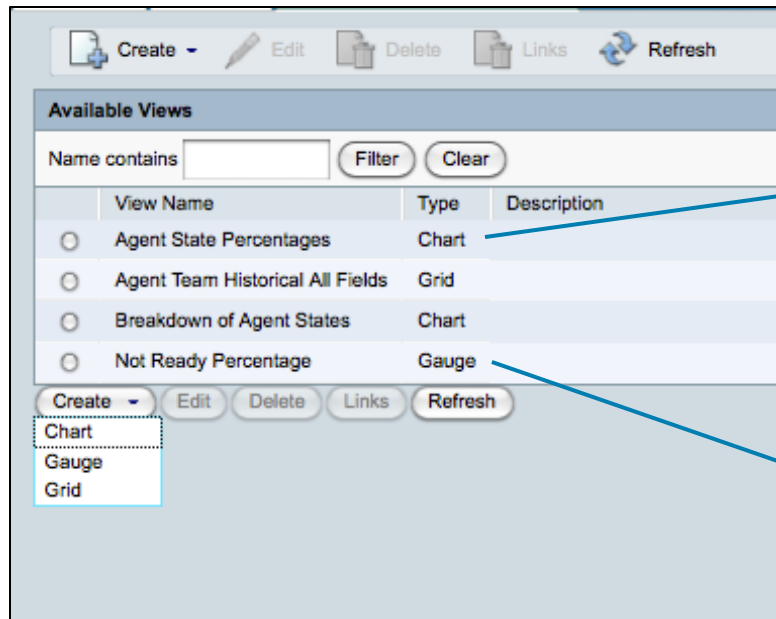 Create Edit Delete Links Refresh
Available Views
Name contains Filter Clear
View Name Type Description
Agent State Percentages Chart
Agent Team Historical All Fields Grid
Breakdown of Agent States Chart
Not Ready Percentage Gauge
Create Edit Delete Links Refresh
Chart
Gauge
Grid